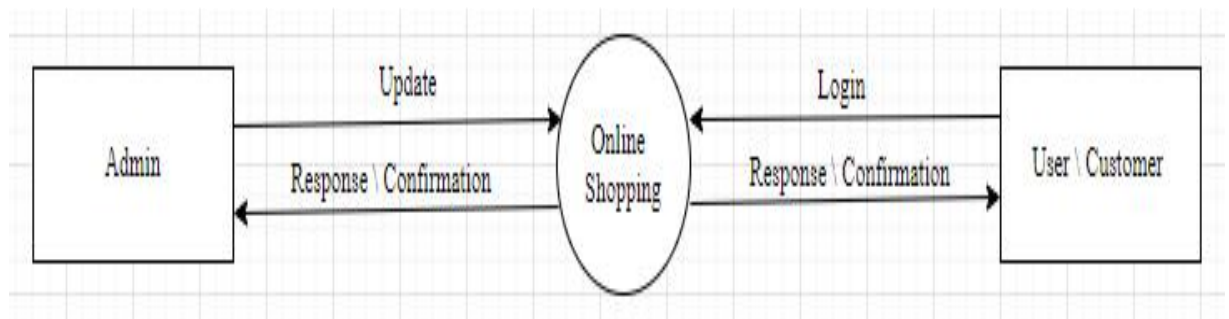 Update
Login
Admin
Online
Shopping
User \ Customer
Response \ Confirmation
Response \ Confirmation